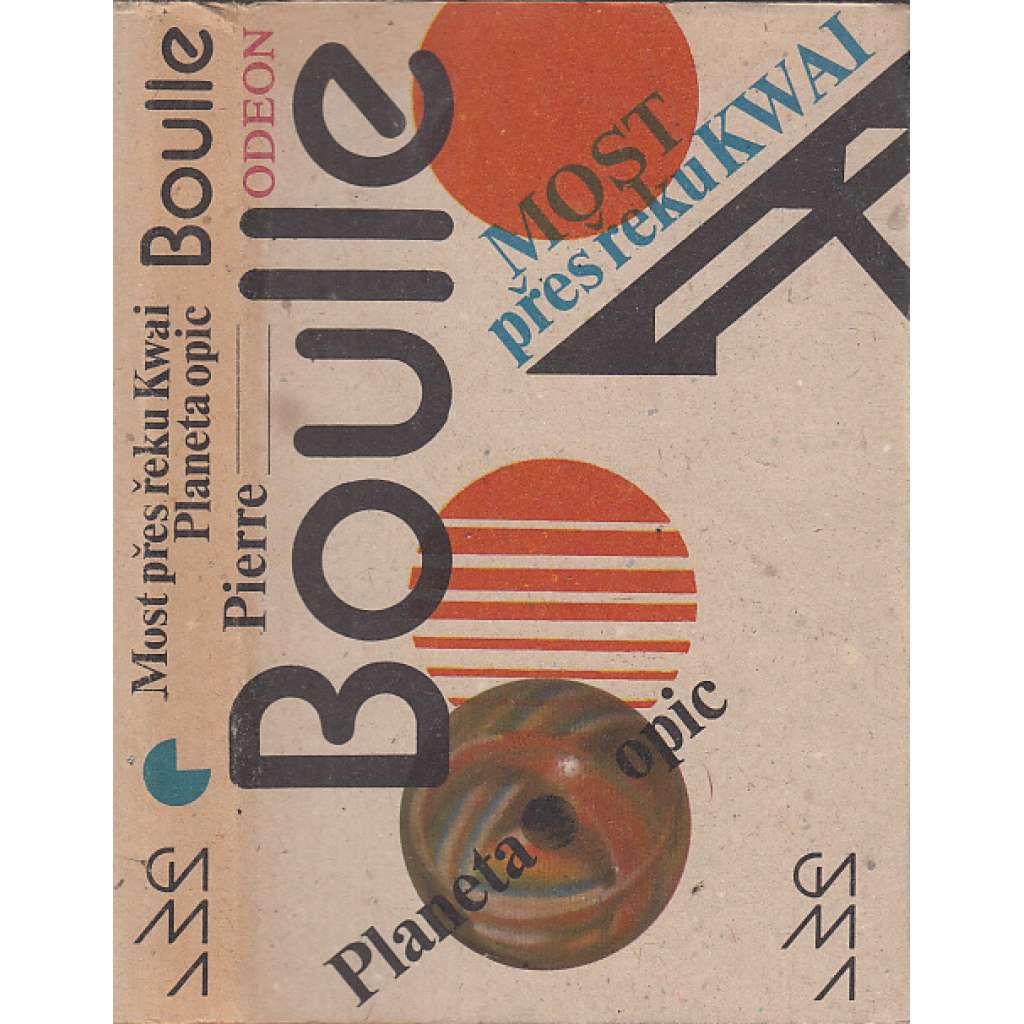 Boulle
Most přes řeku Kwai
Planeta opic
ODEON
Pierre
Boulle
MOST
přes řeku KWAI
Planeta
opic